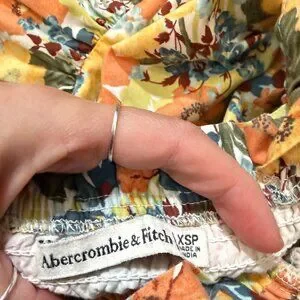 Abercrombie & Fitch
XSP
MADE IN
INDIA